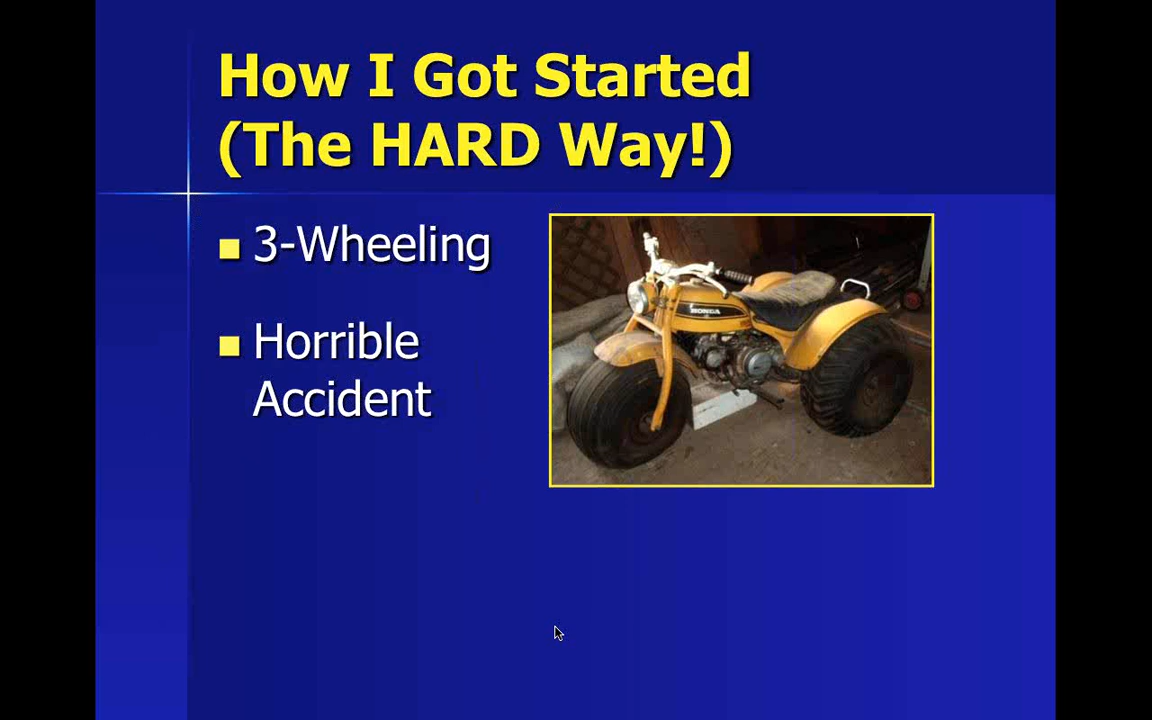 How I Got Started
(The HARD Way!)
3-Wheeling
Horrible
Accident
HONDA